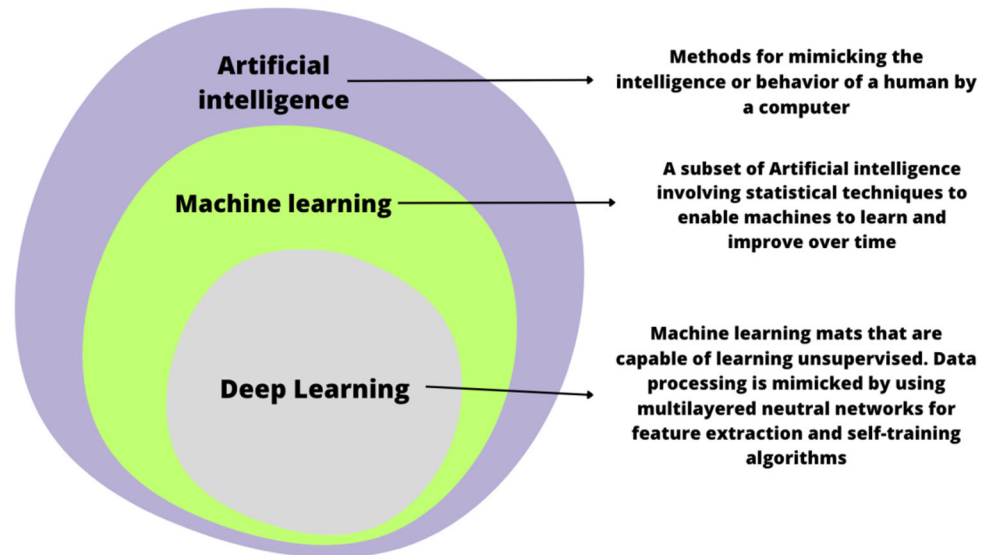 Artificial
intelligence
Methods for mimicking the
intelligence or behavior of a human by
a computer
Machine learning
A subset of Artificial intelligence
involving statistical techniques to
enable machines to learn and
improve over time
Deep Learning
Machine learning mats that are
capable of learning unsupervised. Data
processing is mimicked by using
multilayered neutral networks for
feature extraction and self-training
algorithms